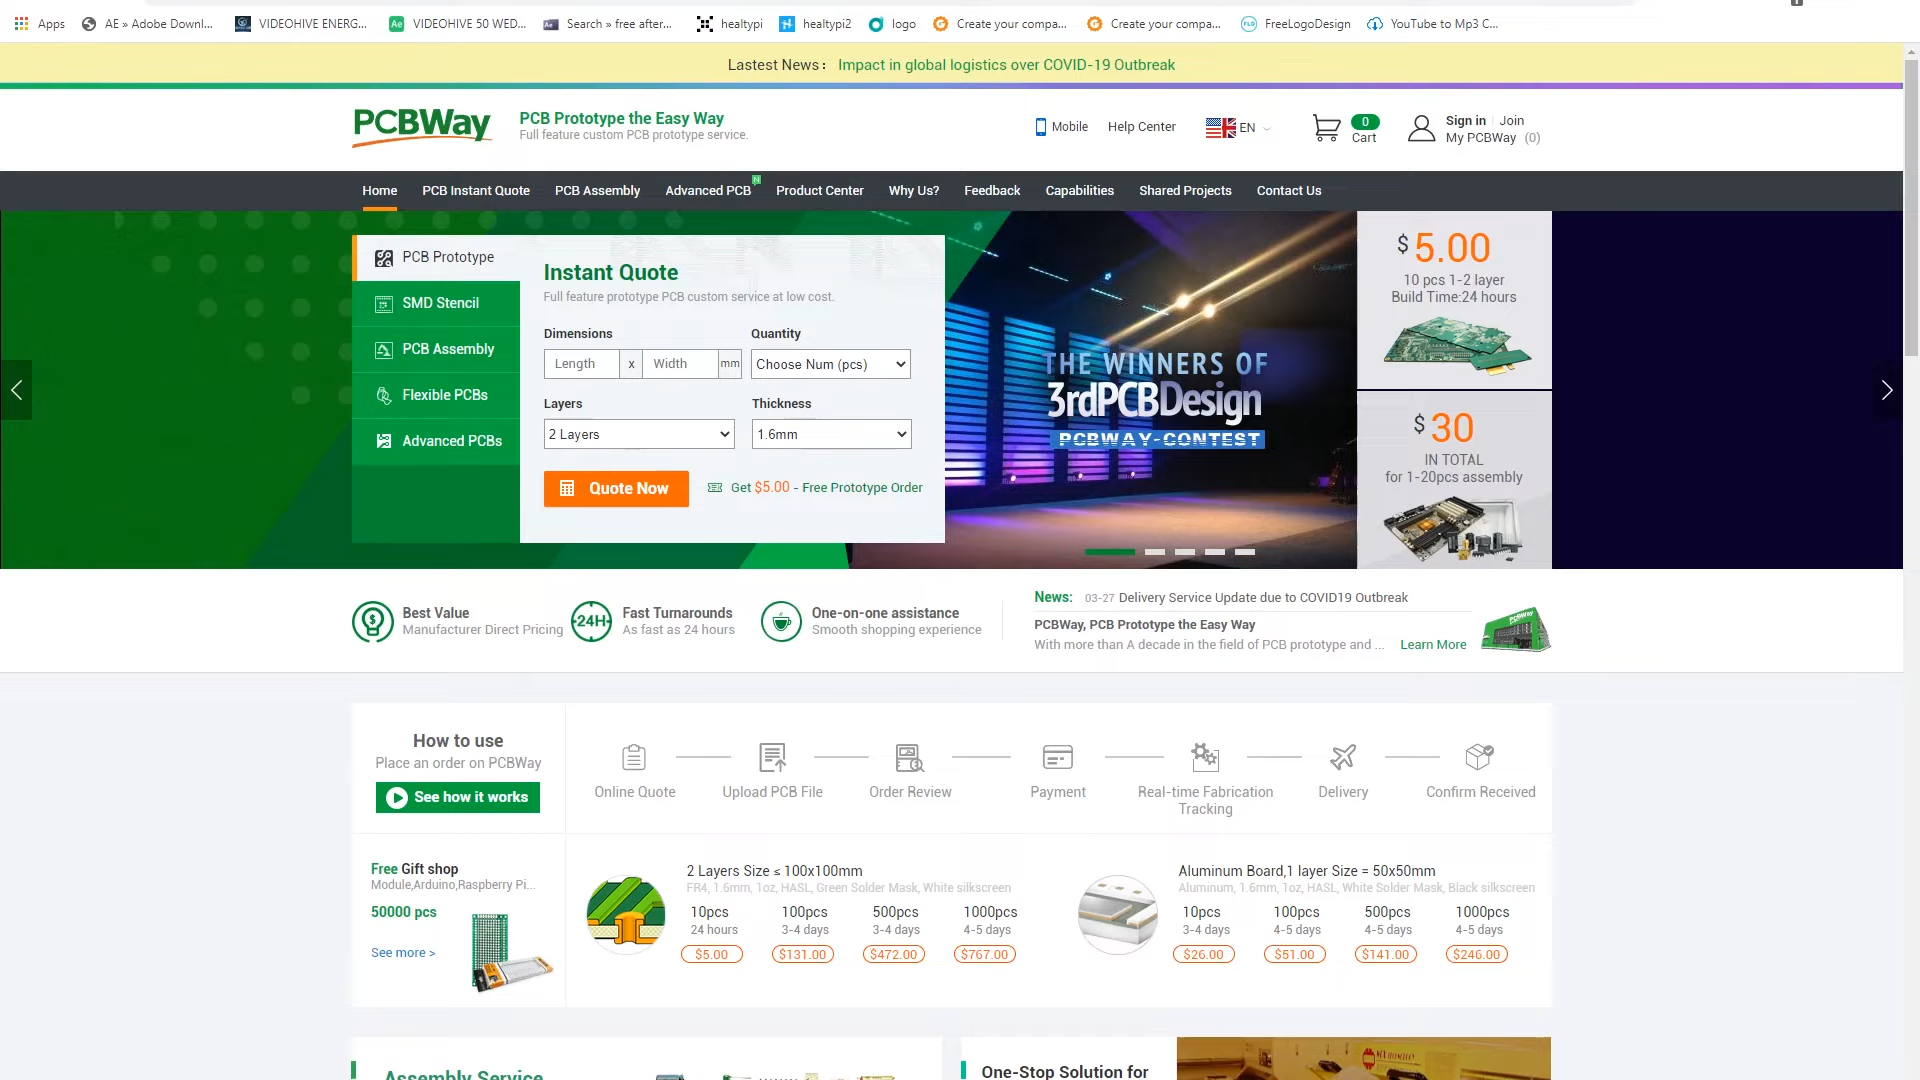 Apps
AE » Adobe Downl...
VIDEOHIVE ENERG...
VIDEOHIVE 50 WED...
Search » free after...
healtypi
healtypi2
logo
Create your compa...
Create your compa...
FreeLogoDesign
YouTube to Mp3 C...
Lastest News： Impact in global logistics over COVID-19 Outbreak
PCBWay
PCB Prototype the Easy Way
Full feature custom PCB prototype service.
Mobile
Help Center
EN
0
Cart
Sign in
Join
My PCBWay (0)
Home
PCB Instant Quote
PCB Assembly
Advanced PCB
N
Product Center
Why Us?
Feedback
Capabilities
Shared Projects
Contact Us
PCB Prototype
SMD Stencil
PCB Assembly
Flexible PCBs
Advanced PCBs
Instant Quote
Full feature prototype PCB custom service at low cost.
Dimensions
Quantity
Length x Width mm
Choose Num (pcs)
Layers
Thickness
2 Layers
1.6mm
Quote Now
Get $5.00 - Free Prototype Order
THE WINNERS OF
3rdPCBDesign
PCBWAY-CONTEST
$ 5.00
10 pcs 1-2 layer
Build Time:24 hours
$ 30
IN TOTAL
for 1-20pcs assembly
Best Value
Manufacturer Direct Pricing
24H
Fast Turnarounds
As fast as 24 hours
One-on-one assistance
Smooth shopping experience
News: 03-27 Delivery Service Update due to COVID19 Outbreak
PCBWay, PCB Prototype the Easy Way
With more than A decade in the field of PCB prototype and ... Learn More
How to use
Place an order on PCBWay
See how it works
Online Quote
Upload PCB File
Order Review
Payment
Real-time Fabrication
Tracking
Delivery
Confirm Received
Free Gift shop
Module,Arduino,Raspberry Pi...
50000 pcs
See more >
2 Layers Size ≤ 100x100mm
FR4, 1.6mm, 1oz, HASL, Green Solder Mask, White silkscreen
10pcs 100pcs 500pcs 1000pcs
24 hours 3-4 days 3-4 days 4-5 days
$5.00 $131.00 $472.00 $767.00
Aluminum Board,1 layer Size = 50x50mm
Aluminum, 1.6mm, 1oz, HASL, White Solder Mask, Black silkscreen
10pcs 100pcs 500pcs 1000pcs
3-4 days 4-5 days 4-5 days 4-5 days
$26.00 $51.00 $141.00 $246.00
Assembly Service
One-Stop Solution for